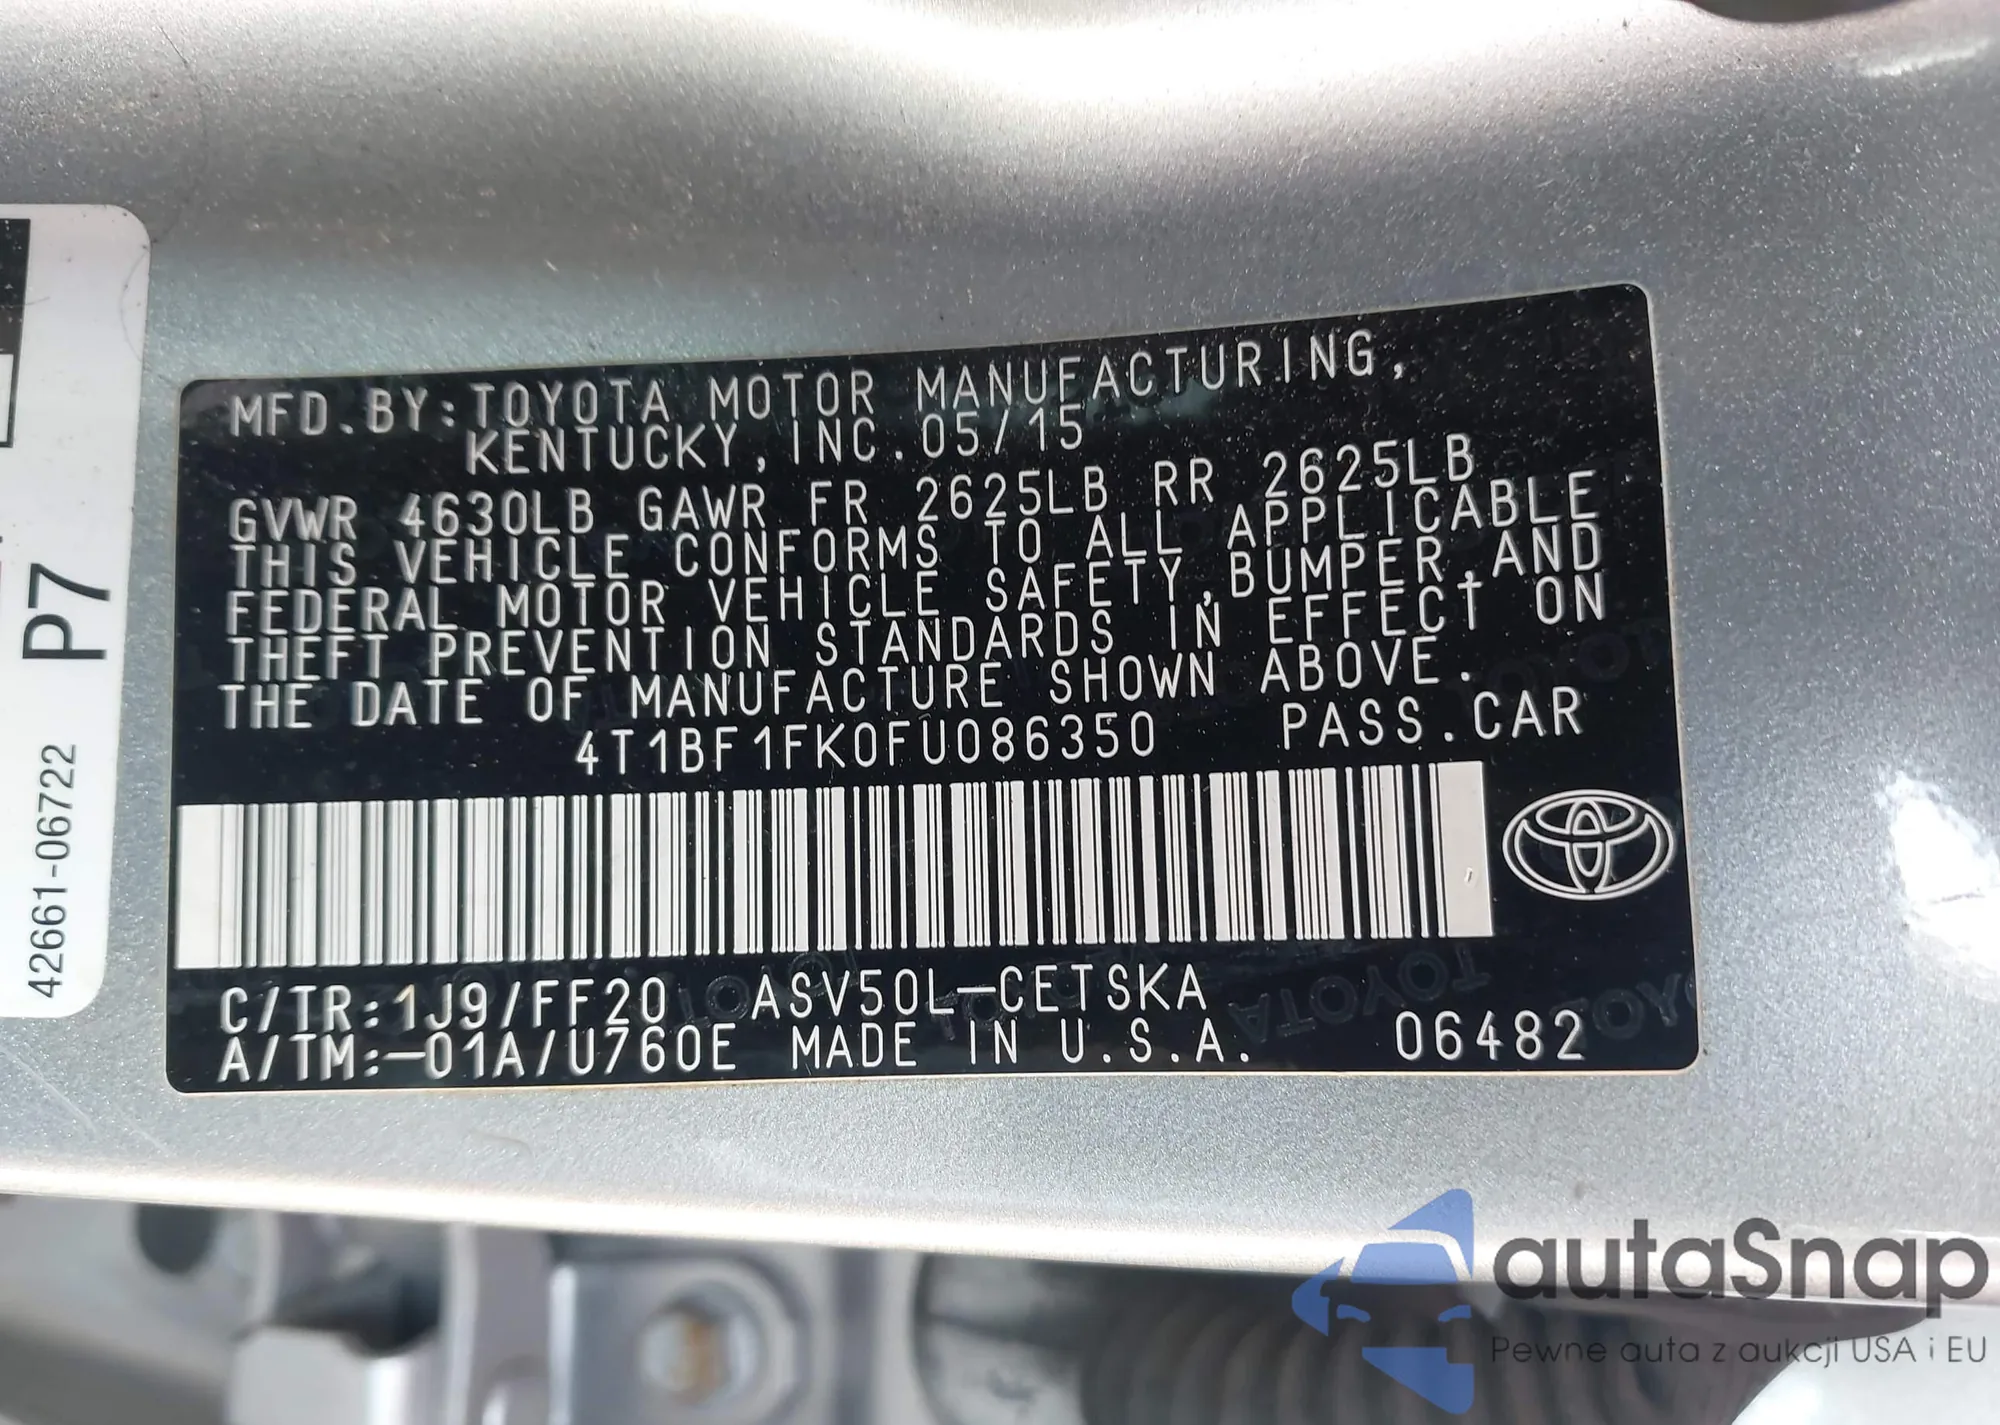 MFD.BY:TOYOTA MOTOR MANUFACTURING,
KENTUCKY,INC.05/15
GVWR 4630LB GAWR FR 2625LB RR 2625LB
THIS VEHICLE CONFORMS TO ALL APPLICABLE
FEDERAL MOTOR VEHICLE SAFETY,BUMPER,AND
THEFT PREVENTION STANDARDS IN EFFECT ON
THE DATE OF MANUFACTURE SHOWN ABOVE.
4T1BF1FK0FU086350 PASS.CAR
C/TR:1J9/FF20 ASV50L-CETSKA
A/TM:-01A/U760E MADE IN U.S.A. 06482
P7
42661-06722
autaSnap
Pewne auta z aukcji USA i EU